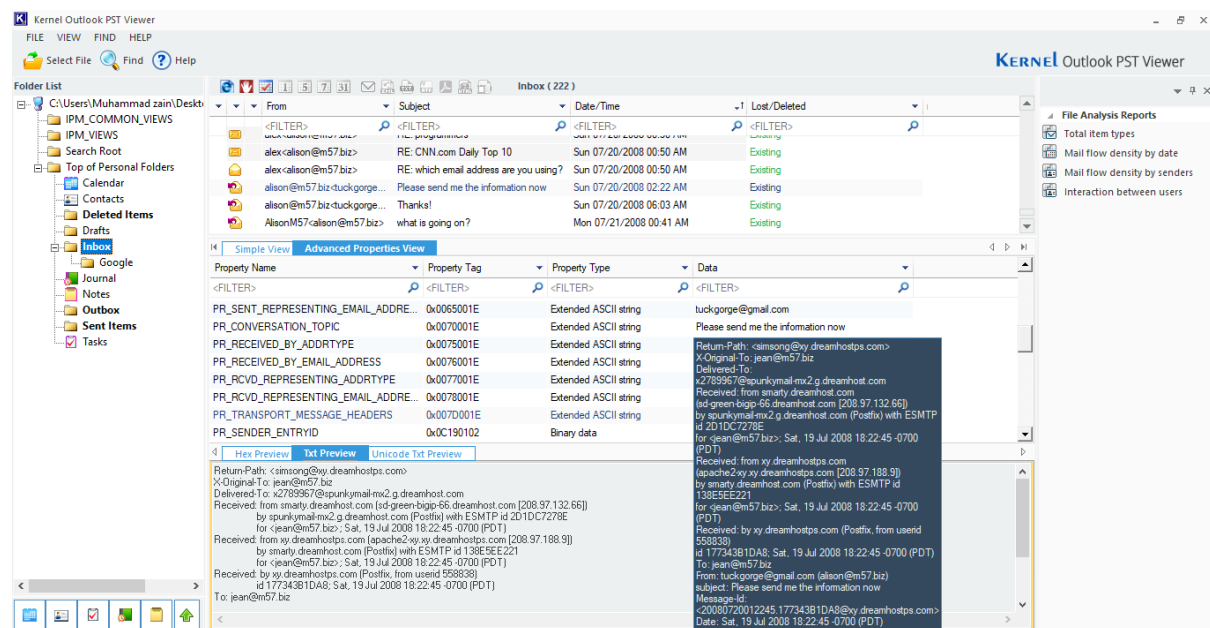 Kernel Outlook PST Viewer
FILE VIEW FIND HELP
Select File Find Help
KERNEL Outlook PST Viewer
Folder List
C:\Users\Muhammad zain\Deskt
IPM_COMMON_VIEWS
IPM_VIEWS
Search Root
Top of Personal Folders
Calendar
Contacts
Deleted Items
Drafts
Inbox
Google
Journal
Notes
Outbox
Sent Items
Tasks
Inbox ( 222 )
From Subject Date/Time Lost/Deleted
<FILTER> <FILTER> <FILTER> <FILTER>
alex<alison@m57.biz> RE: programmers Sun 07/20/2008 Existing
alex<alison@m57.biz> RE: CNN.com Daily Top 10 Sun 07/20/2008 00:50 AM Existing
alex<alison@m57.biz> RE: which email address are you using? Sun 07/20/2008 00:50 AM Existing
alison@m57.biz<tuckgorge... Please send me the information now Sun 07/20/2008 02:22 AM Existing
alison@m57.biz<tuckgorge... Thanks! Sun 07/20/2008 06:03 AM Existing
AlisonM57<alison@m57.biz> what is going on? Mon 07/21/2008 00:41 AM Existing
Simple View Advanced Properties View
Property Name Property Tag Property Type Data
<FILTER> <FILTER> <FILTER> <FILTER>
PR_SENT_REPRESENTING_EMAIL_ADDRE... 0x0065001E Extended ASCII string tuckgorge@gmail.com
PR_CONVERSATION_TOPIC 0x0070001E Extended ASCII string Please send me the information now
PR_RECEIVED_BY_ADDRTYPE 0x0075001E Extended ASCII string
PR_RECEIVED_BY_EMAIL_ADDRESS 0x0076001E Extended ASCII string
PR_RCVD_REPRESENTING_ADDRTYPE 0x0077001E Extended ASCII string
PR_RCVD_REPRESENTING_EMAIL_ADDRE... 0x0078001E Extended ASCII string
PR_TRANSPORT_MESSAGE_HEADERS 0x007D001E Extended ASCII string
PR_SENDER_ENTRYID 0x0C190102 Binary data
Return-Path: <simsong@xy.dreamhostps.com>
X-Original-To: jean@m57.biz
Delivered-To:
x2789967@spunkymail-mx2.g.dreamhost.com
Received: from smarty.dreamhost.com
(sd-green-bigip-66.dreamhost.com [208.97.132.66])
by spunkymail-mx2.g.dreamhost.com (Postfix) with ESMTP
id 2D1DC7278E
for <jean@m57.biz>; Sat, 19 Jul 2008 18:22:45 -0700
(PDT)
Received: from xy.dreamhostps.com
(apache2-xy.xy.dreamhostps.com [208.97.188.9])
by smarty.dreamhost.com (Postfix) with ESMTP id
138E5EE221
for <jean@m57.biz>; Sat, 19 Jul 2008 18:22:45 -0700
(PDT)
Received: by xy.dreamhostps.com (Postfix, from userid
558838)
id 177343B1DA8; Sat, 19 Jul 2008 18:22:45 -0700 (PDT)
To: jean@m57.biz
From: tuckgorge@gmail.com (alison@m57.biz)
subject: Please send me the information now
Message-Id:
<20080720012245.177343B1DA8@xy.dreamhostps.com>
Date: Sat, 19 Jul 2008 18:22:45 -0700 (PDT)
Hex Preview Txt Preview Unicode Txt Preview
Return-Path: <simsong@xy.dreamhostps.com>
X-Original-To: jean@m57.biz
Delivered-To: x2789967@spunkymail-mx2.g.dreamhost.com
Received: from smarty.dreamhost.com (sd-green-bigip-66.dreamhost.com [208.97.132.66])
by spunkymail-mx2.g.dreamhost.com (Postfix) with ESMTP id 2D1DC7278E
for <jean@m57.biz>; Sat, 19 Jul 2008 18:22:45 -0700 (PDT)
Received: from xy.dreamhostps.com (apache2-xy.xy.dreamhostps.com [208.97.188.9])
by smarty.dreamhost.com (Postfix) with ESMTP id 138E5EE221
for <jean@m57.biz>; Sat, 19 Jul 2008 18:22:45 -0700 (PDT)
Received: by xy.dreamhostps.com (Postfix, from userid 558838)
id 177343B1DA8; Sat, 19 Jul 2008 18:22:45 -0700 (PDT)
To: jean@m57.biz
File Analysis Reports
Total item types
Mail flow density by date
Mail flow density by senders
Interaction between users